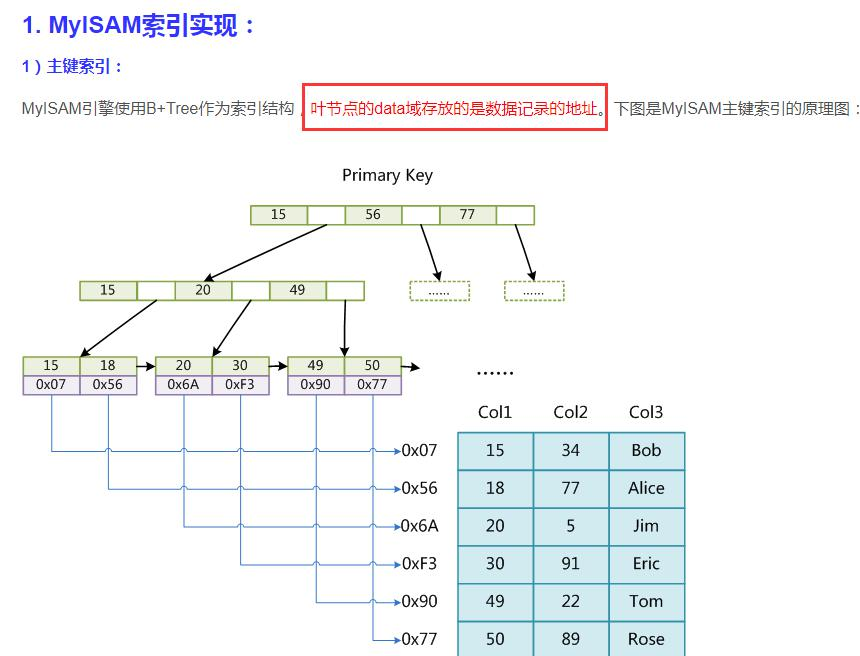 1. MyISAM索引实现：
1）主键索引：
MyISAM引擎使用B+Tree作为索引结构，叶节点的data域存放的是数据记录的地址。下图是MyISAM主键索引的原理图：
Primary Key
15 56 77
15 20 49 ...... ......
15 18 20 30 49 50
0x07 0x56 0x6A 0xF3 0x90 0x77
......
Col1 Col2 Col3
0x07 15 34 Bob
0x56 18 77 Alice
0x6A 20 5 Jim
0xF3 30 91 Eric
0x90 49 22 Tom
0x77 50 89 Rose